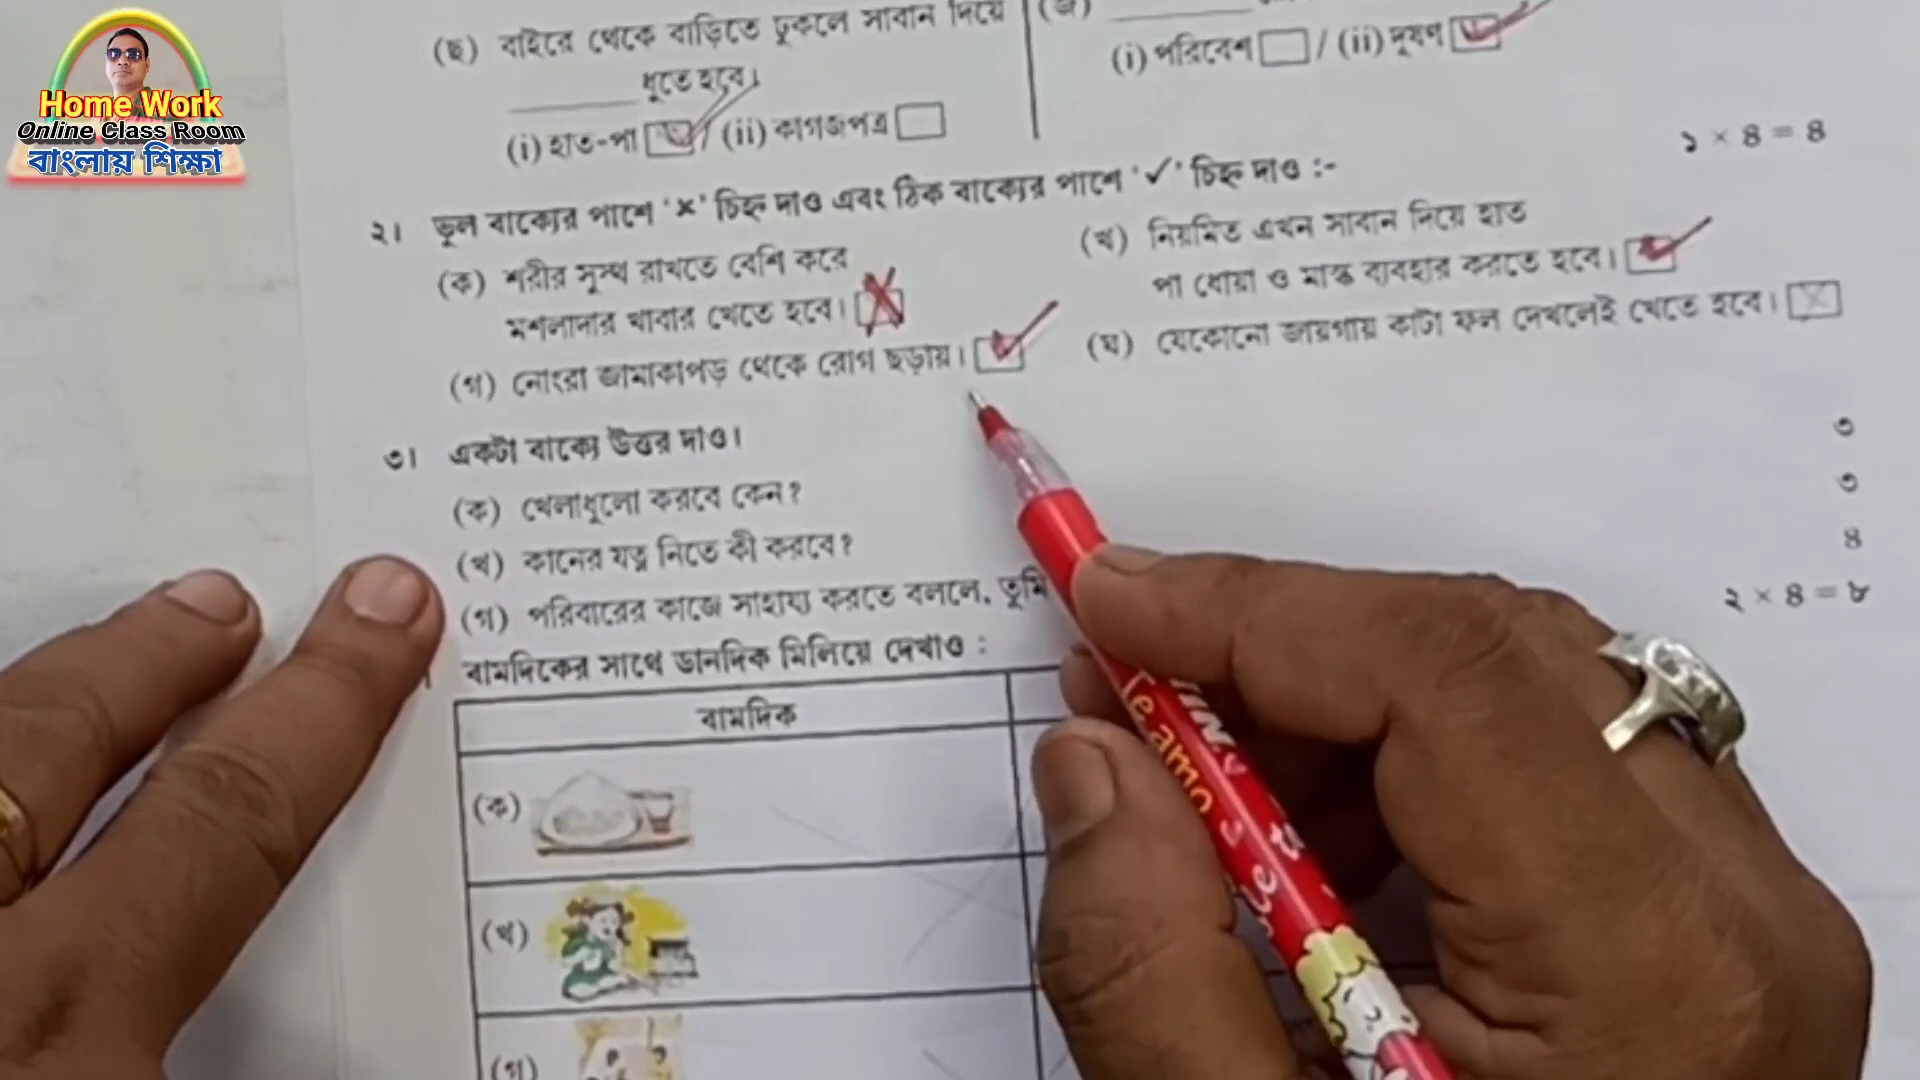 Home Work
Online Class Room
বাংলায় শিক্ষা
(ছ) বাইরে থেকে বাড়িতে ঢুকলে সাবান দিয়ে
__________ ধুতে হবে।
(i) হাত-পা / (ii) কাগজপত্র
(i) পরিবেশ / (ii) দূষণ
১ × ৪ = ৪
২। ভুল বাক্যের পাশে ‘×’ চিহ্ন দাও এবং ঠিক বাক্যের পাশে ‘✓’ চিহ্ন দাও :-
(ক) শরীর সুস্থ রাখতে বেশি করে
মশলাদার খাবার খেতে হবে।
(খ) নিয়মিত এখন সাবান দিয়ে হাত
পা ধোয়া ও মাস্ক ব্যবহার করতে হবে।
(গ) নোংরা জামাকাপড় থেকে রোগ ছড়ায়।
(ঘ) যেকোনো জায়গায় কাটা ফল দেখলেই খেতে হবে।
৩। একটা বাক্যে উত্তর দাও।
৩
(ক) খেলাধুলো করবে কেন?
৩
(খ) কানের যত্ন নিতে কী করবে?
৪
(গ) পরিবারের কাজে সাহায্য করতে বললে, তুমি
২ × ৪ = ৮
বামদিকের সাথে ডানদিক মিলিয়ে দেখাও :
বামদিক
(ক)
(খ)
(গ)